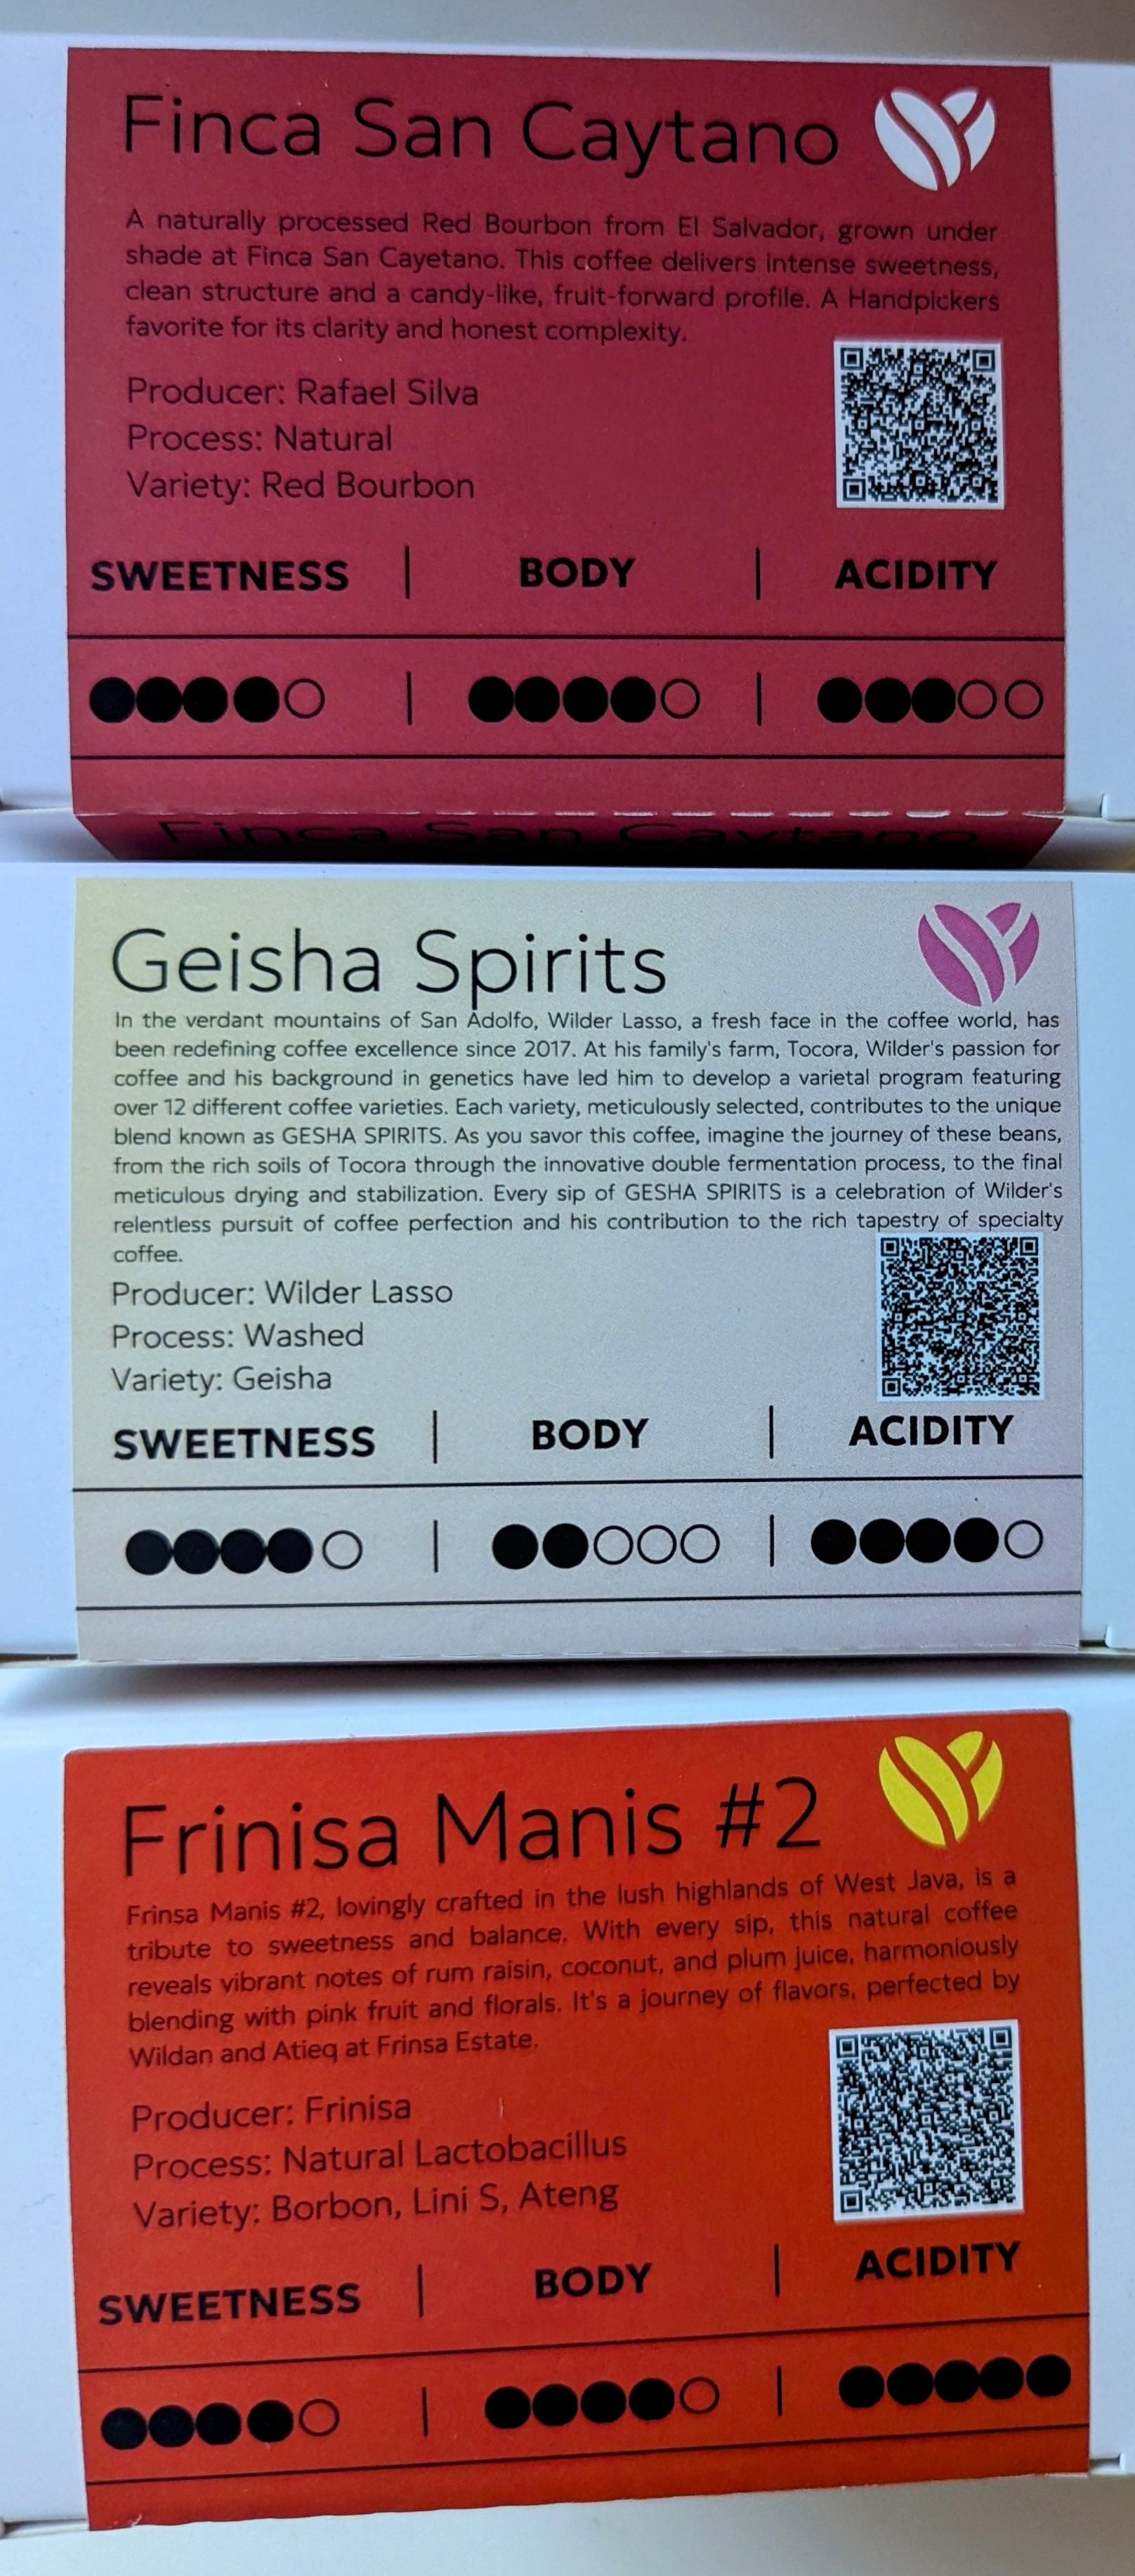 Finca San Caytano
A naturally processed Red Bourbon from El Salvador, grown under
shade at Finca San Cayetano. This coffee delivers intense sweetness,
clean structure and a candy-like, fruit-forward profile. A Handpickers
favorite for its clarity and honest complexity.
Producer: Rafael Silva
Process: Natural
Variety: Red Bourbon
SWEETNESS | BODY | ACIDITY
Finca San Caytano
Geisha Spirits
In the verdant mountains of San Adolfo, Wilder Lasso, a fresh face in the coffee world, has
been redefining coffee excellence since 2017. At his family's farm, Tocora, Wilder's passion for
coffee and his background in genetics have led him to develop a varietal program featuring
over 12 different coffee varieties. Each variety, meticulously selected, contributes to the unique
blend known as GESHA SPIRITS. As you savor this coffee, imagine the journey of these beans,
from the rich soils of Tocora through the innovative double fermentation process, to the final
meticulous drying and stabilization. Every sip of GESHA SPIRITS is a celebration of Wilder's
relentless pursuit of coffee perfection and his contribution to the rich tapestry of specialty
coffee.
Producer: Wilder Lasso
Process: Washed
Variety: Geisha
SWEETNESS | BODY | ACIDITY
Frinisa Manis #2
Frinsa Manis #2, lovingly crafted in the lush highlands of West Java, is a
tribute to sweetness and balance. With every sip, this natural coffee
reveals vibrant notes of rum raisin, coconut, and plum juice, harmoniously
blending with pink fruit and florals. It's a journey of flavors, perfected by
Wildan and Atieq at Frinsa Estate.
Producer: Frinisa
Process: Natural Lactobacillus
Variety: Borbon, Lini S, Ateng
SWEETNESS | BODY | ACIDITY